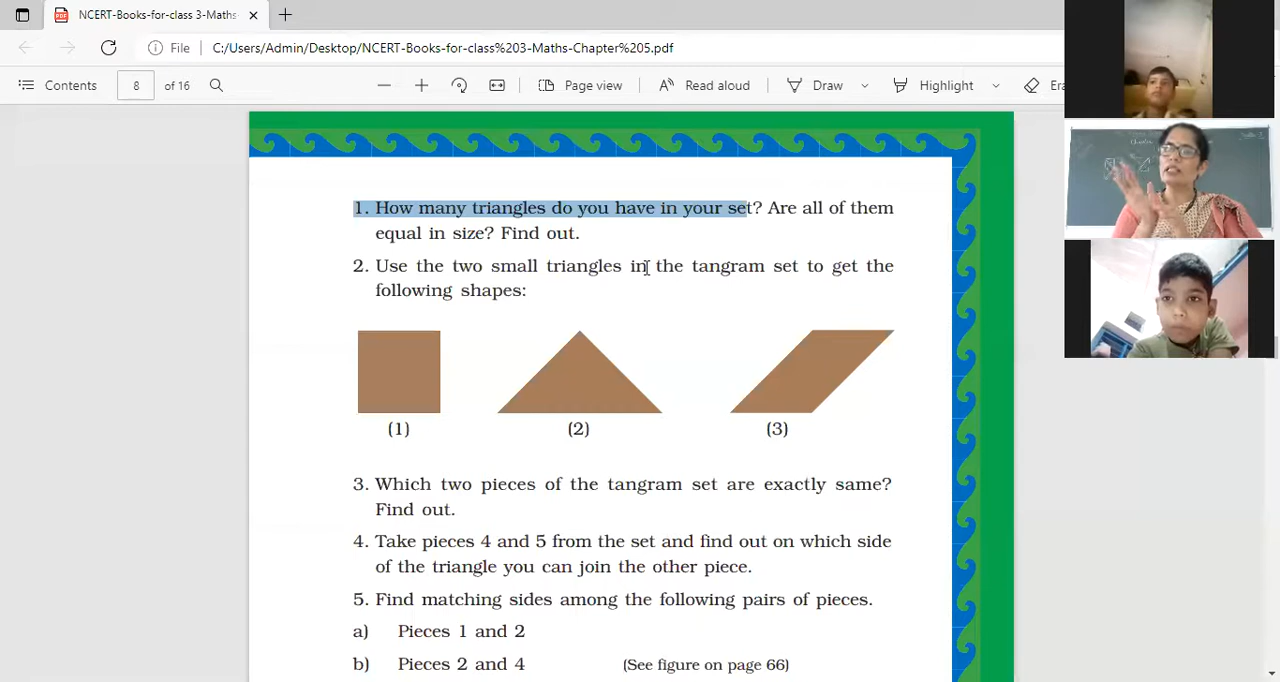 NCERT-Books-for class 3-Maths
File C:/Users/Admin/Desktop/NCERT-Books-for-class%203-Maths-Chapter%205.pdf
Contents 8 of 16 Page view Read aloud Draw Highlight Era
1. How many triangles do you have in your set? Are all of them
equal in size? Find out.
2. Use the two small triangles in the tangram set to get the
following shapes:
(1) (2) (3)
3. Which two pieces of the tangram set are exactly same?
Find out.
4. Take pieces 4 and 5 from the set and find out on which side
of the triangle you can join the other piece.
5. Find matching sides among the following pairs of pieces.
a) Pieces 1 and 2
b) Pieces 2 and 4 (See figure on page 66)